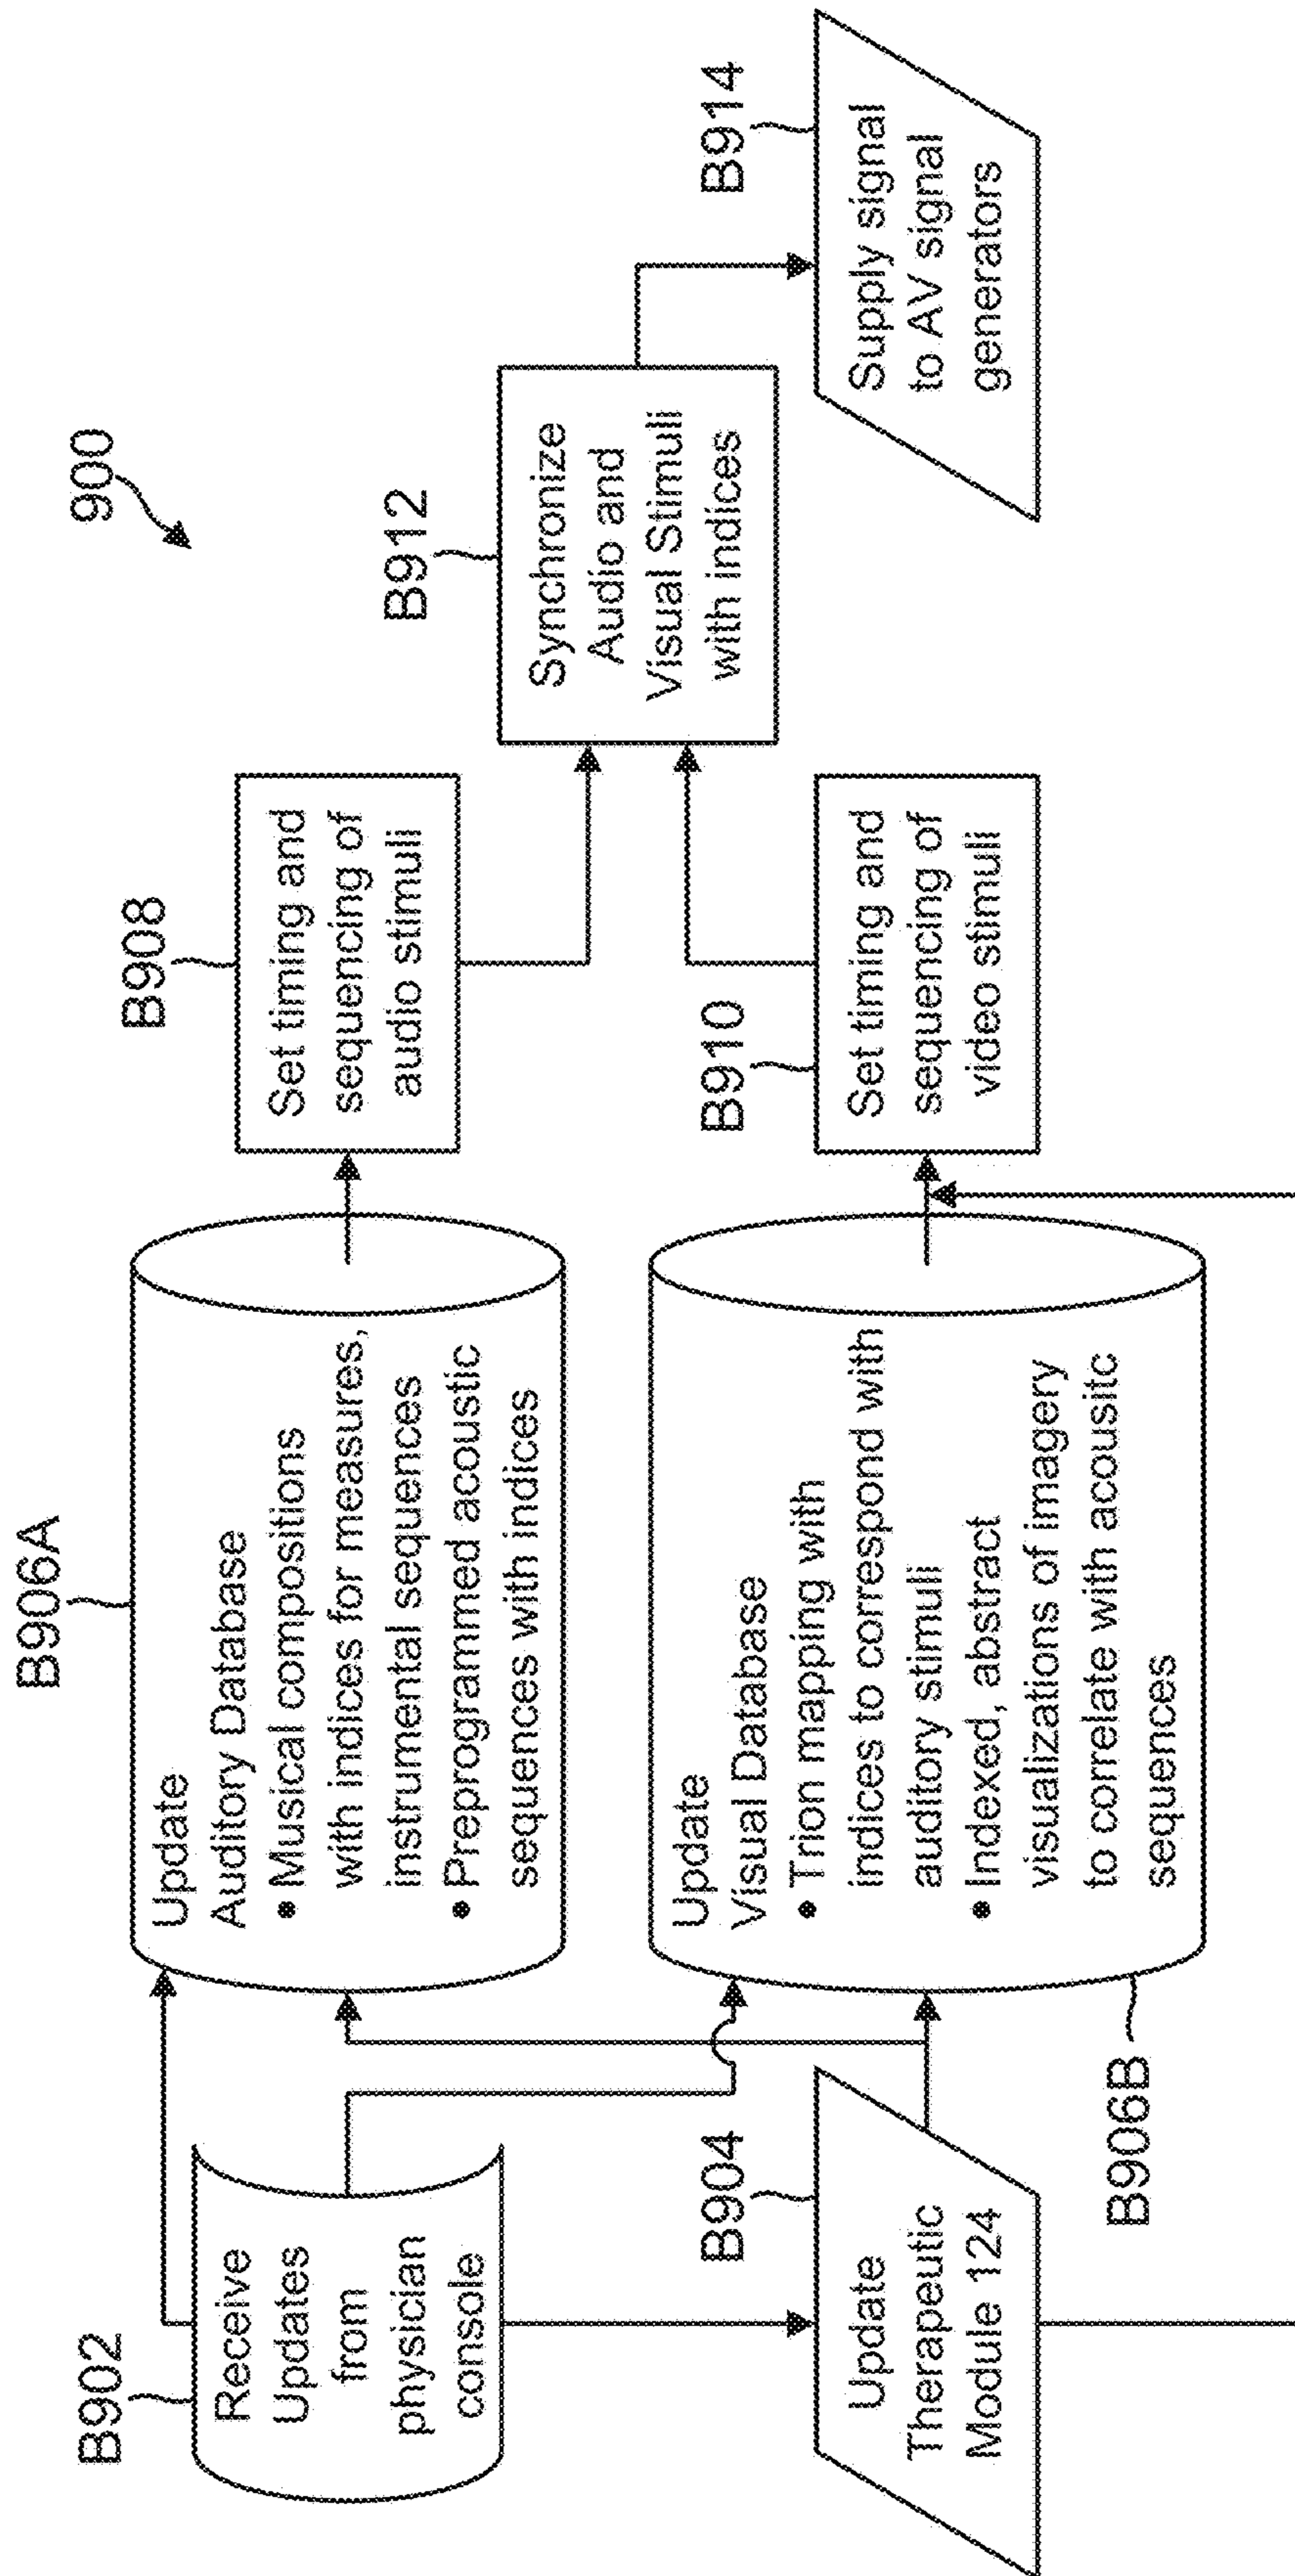 900
B902
Receive
Updates
from
physician
console
B904
Update
Therapeutic
Module 124
B906A
Update
Auditory Database
• Musical compositions
with indices for measures,
instrumental sequences
• Preprogrammed acoustic
sequences with indices
B906B
Update
Visual Database
• Trion mapping with
indices to correspond with
auditory stimuli
• Indexed, abstract
visualizations of imagery
to correlate with acousitc
sequences
B908
Set timing and
sequencing of
audio stimuli
B910
Set timing and
sequencing of
video stimuli
B912
Synchronize
Audio and
Visual Stimuli
with indices
B914
Supply signal
to AV signal
generators